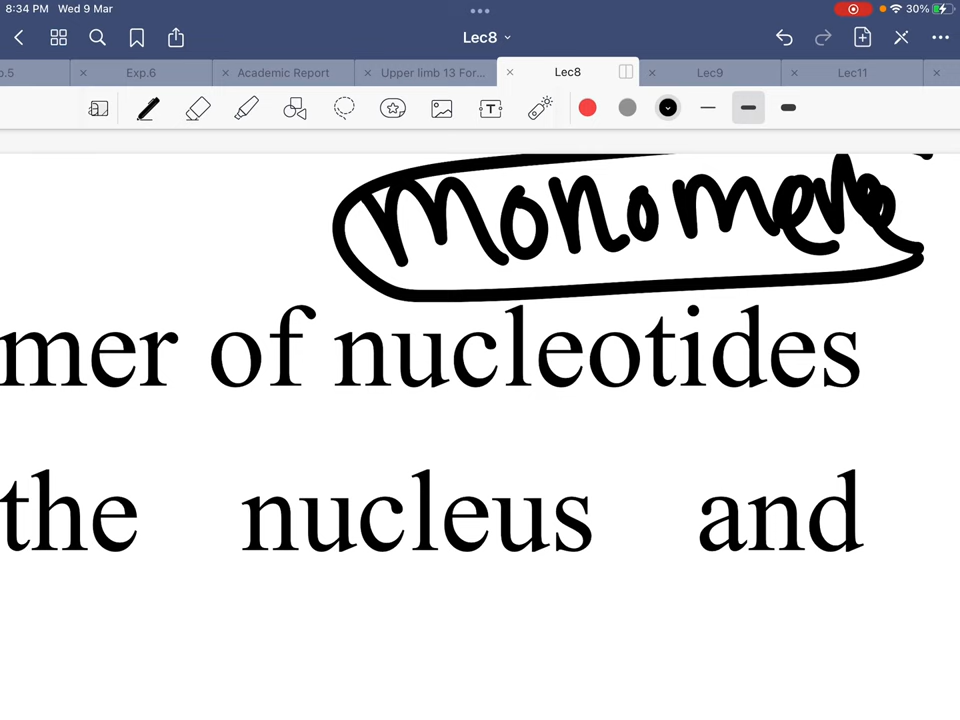 8:34 PM Wed 9 Mar
30%
Lec8
p.5
Exp.6
Academic Report
Upper limb 13 For...
Lec8
Lec9
Lec11
T
mer of nucleotides
the nucleus and